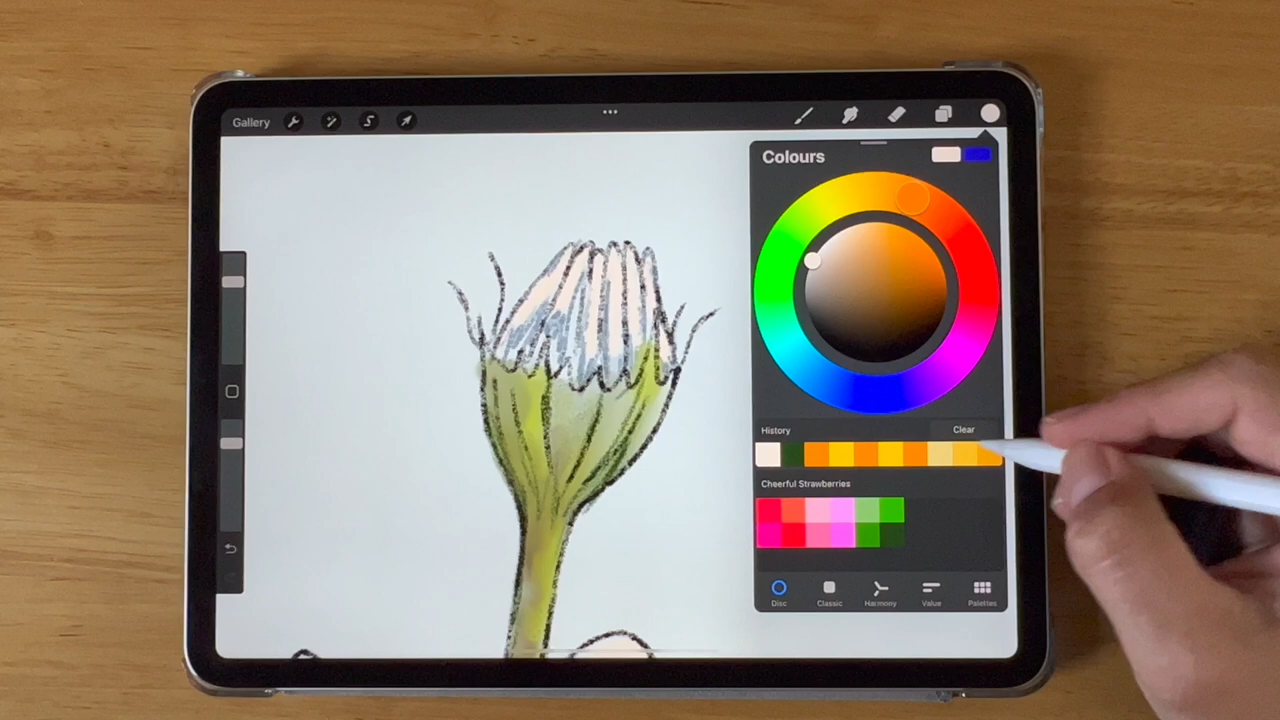 Gallery
Colours
History
Clear
Cheerful Strawberries
Disc
Classic
Harmony
Value
Palettes